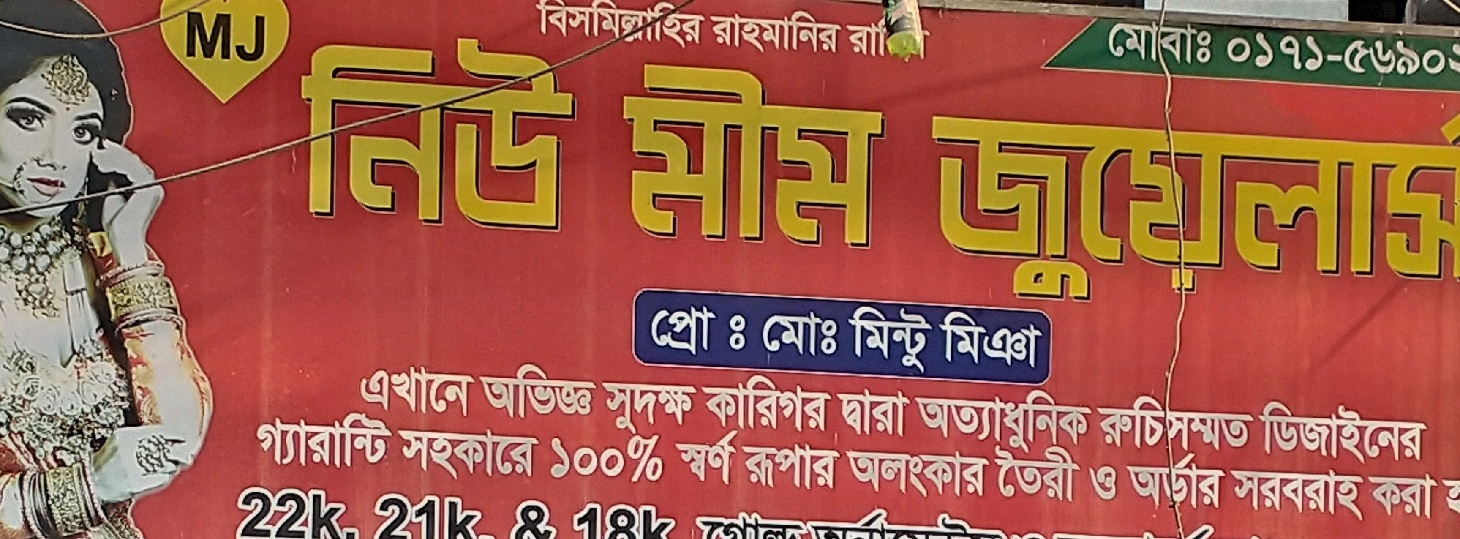 MJ
বিসমিল্লাহির রাহমানির
মোবাঃ ০১৭১-৫৬৯০
নিউ মীম জুয়েলার্স
প্রো ঃ মোঃ মিন্টু মিঞা
এখানে অভিজ্ঞ সুদক্ষ কারিগর দ্বারা অত্যাধুনিক রুচিসম্মত ডিজাইনের
গ্যারান্টি সহকারে ১০০% স্বর্ণ রূপার অলংকার তৈরী ও অর্ডার সরবরাহ করা
22k, 21k, & 18k